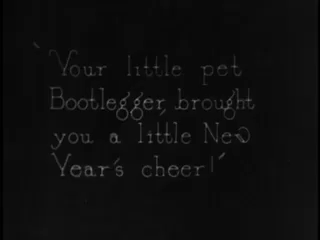 "Your little pet
Bootlegger brought
you a little New
Year's cheer!"